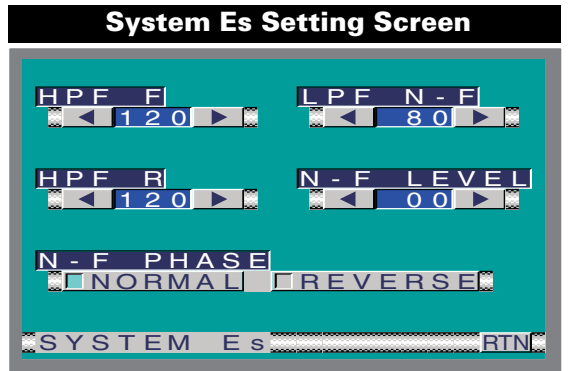 System Es Setting Screen
HPF F LPF N-F
◀ 120 ▶ ◀ 80 ▶
HPF R N-F LEVEL
◀ 120 ▶ ◀ 00 ▶
N-F PHASE
NORMAL REVERSE
SYSTEM Es RTN